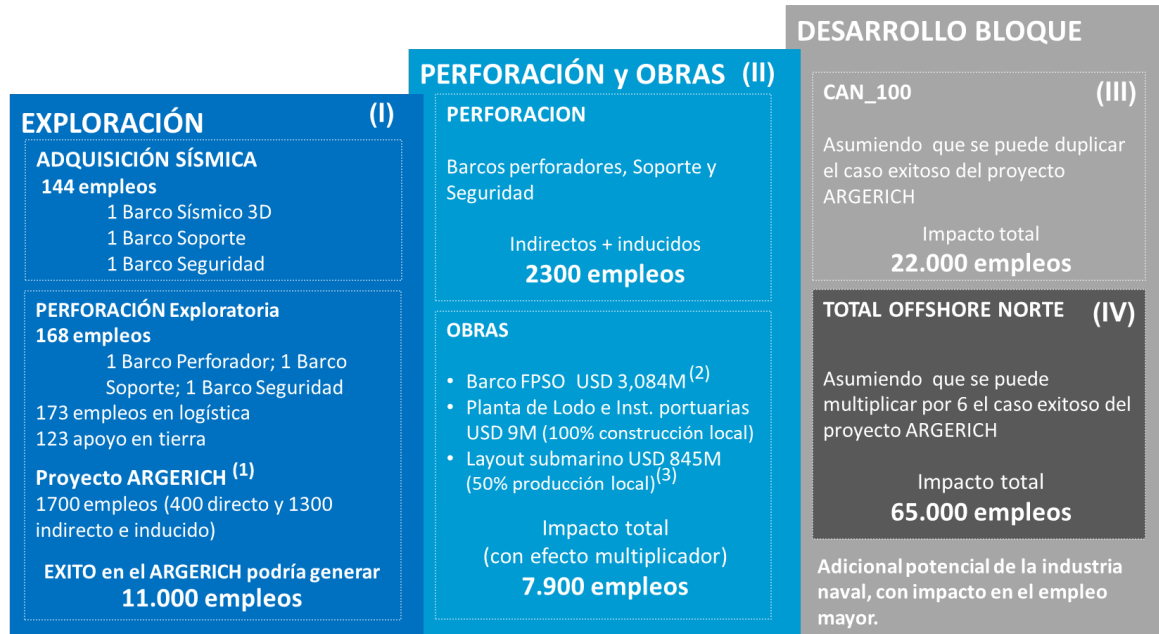 EXPLORACIÓN (I)
ADQUISICIÓN SÍSMICA
144 empleos
1 Barco Sísmico 3D
1 Barco Soporte
1 Barco Seguridad
PERFORACIÓN Exploratoria
168 empleos
1 Barco Perforador; 1 Barco
Soporte; 1 Barco Seguridad
173 empleos en logística
123 apoyo en tierra
Proyecto ARGERICH (1)
1700 empleos (400 directo y 1300
indirecto e inducido)
EXITO en el ARGERICH podría generar
11.000 empleos
PERFORACIÓN y OBRAS (II)
PERFORACION
Barcos perforadores, Soporte y
Seguridad
Indirectos + inducidos
2300 empleos
OBRAS
• Barco FPSO USD 3,084M (2)
• Planta de Lodo e Inst. portuarias
USD 9M (100% construcción local)
• Layout submarino USD 845M
(50% producción local)(3)
Impacto total
(con efecto multiplicador)
7.900 empleos
DESARROLLO BLOQUE
CAN_100 (III)
Asumiendo que se puede duplicar
el caso exitoso del proyecto
ARGERICH
Impacto total
22.000 empleos
TOTAL OFFSHORE NORTE (IV)
Asumiendo que se puede
multiplicar por 6 el caso exitoso del
proyecto ARGERICH
Impacto total
65.000 empleos
Adicional potencial de la industria
naval, con impacto en el empleo
mayor.